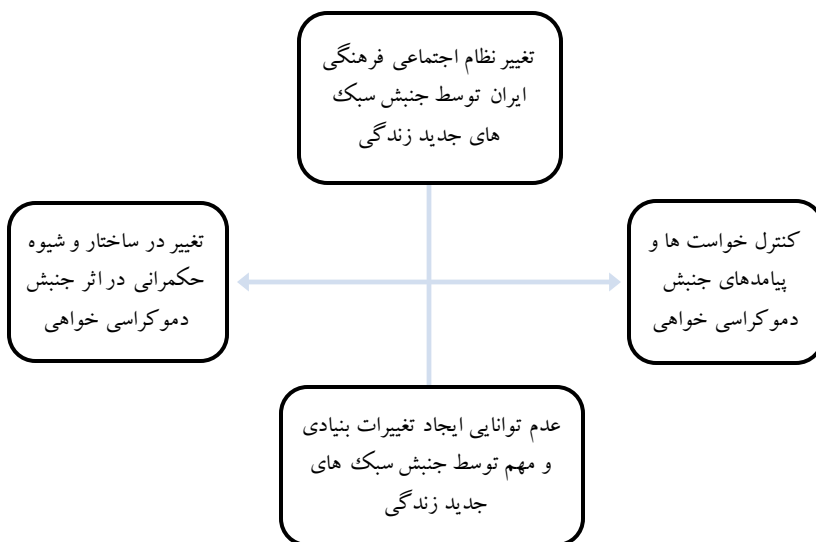 تغییر نظام اجتماعی فرهنگی
ایران توسط جنبش سبک
های جدید زندگی
کنترل خواست ها و
پیامدهای جنبش
دموکراسی خواهی
تغییر در ساختار و شیوه
حکمرانی در اثر جنبش
دموکراسی خواهی
عدم توانایی ایجاد تغییرات بنیادی
و مهم توسط جنبش سبک های
جدید زندگی